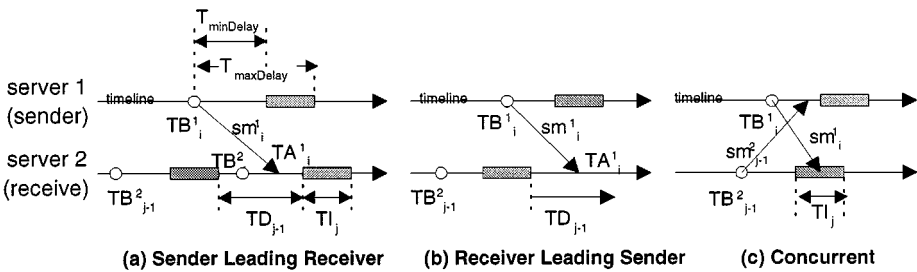 T minDelay
T maxDelay
server 1
(sender)
timeline
TB¹i
sm¹i
TA¹i
server 2
(receive)
TB²j-1
TB²
TDj-1
TIj
(a) Sender Leading Receiver
timeline
TB¹i
sm¹i
TA¹i
TB²j-1
TDj-1
(b) Receiver Leading Sender
timeline
TB¹i
sm¹i
sm²j-1
TB²j-1
TIj
(c) Concurrent